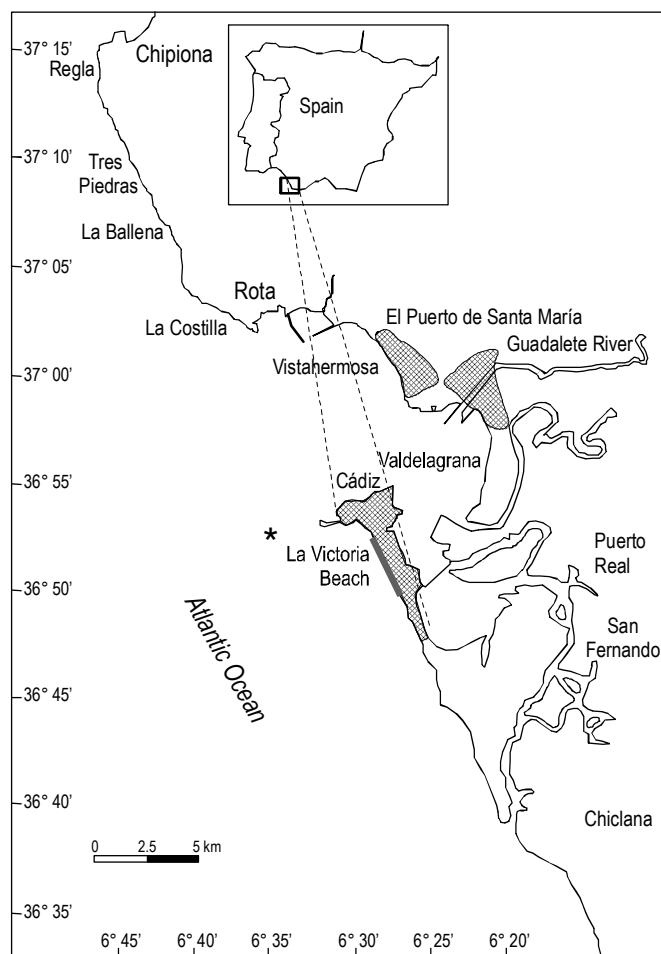 37° 15'
Chipiona
Regla
Spain
37° 10'
Tres
Piedras
La Ballena
37° 05'
Rota
El Puerto de Santa María
La Costilla
Guadalete River
Vistahermosa
37° 00'
Valdelagrana
36° 55'
Cádiz
*
La Victoria
Beach
Puerto
Real
36° 50'
Atlantic Ocean
San
Fernando
36° 45'
36° 40'
Chiclana
0 2.5 5 km
36° 35'
6° 45' 6° 40' 6° 35' 6° 30' 6° 25' 6° 20'